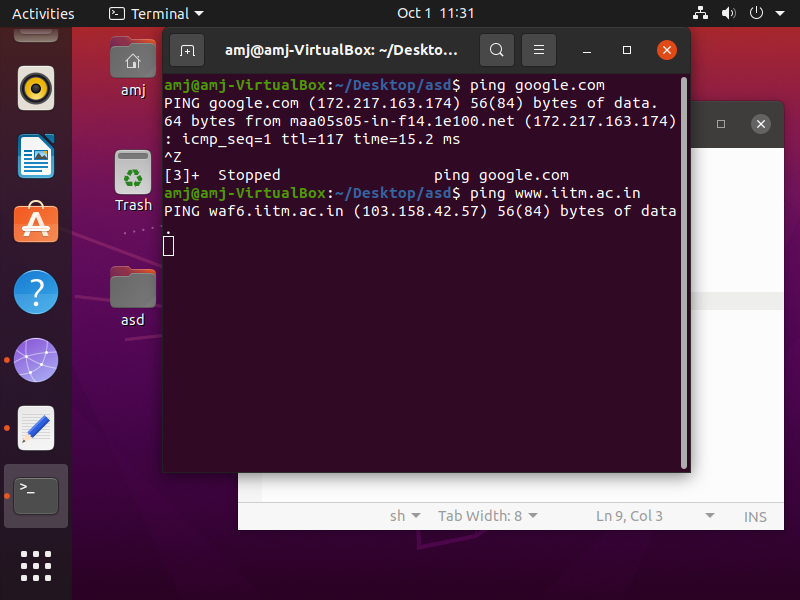 Activities
Terminal
Oct 1 11:31
amj@amj-VirtualBox: ~/Deskto...
amj
Trash
asd
amj@amj-VirtualBox:~/Desktop/asd$ ping google.com
PING google.com (172.217.163.174) 56(84) bytes of data.
64 bytes from maa05s05-in-f14.1e100.net (172.217.163.174)
: icmp_seq=1 ttl=117 time=15.2 ms
^Z
[3]+  Stopped                 ping google.com
amj@amj-VirtualBox:~/Desktop/asd$ ping www.iitm.ac.in
PING waf6.iitm.ac.in (103.158.42.57) 56(84) bytes of data
.
sh
Tab Width: 8
Ln 9, Col 3
INS